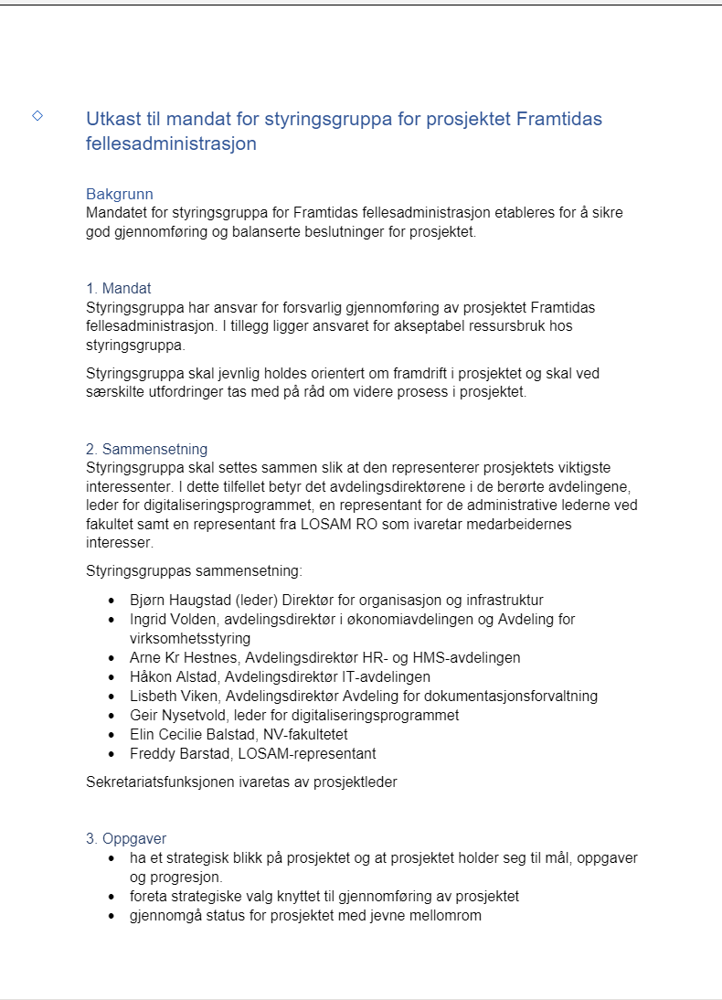 Utkast til mandat for styringsgruppa for prosjektet Framtidas
fellesadministrasjon
Bakgrunn
Mandatet for styringsgruppa for Framtidas fellesadministrasjon etableres for å sikre
god gjennomføring og balanserte beslutninger for prosjektet.
1. Mandat
Styringsgruppa har ansvar for forsvarlig gjennomføring av prosjektet Framtidas
fellesadministrasjon. I tillegg ligger ansvaret for akseptabel ressursbruk hos
styringsgruppa.
Styringsgruppa skal jevnlig holdes orientert om framdrift i prosjektet og skal ved
særskilte utfordringer tas med på råd om videre prosess i prosjektet.
2. Sammensetning
Styringsgruppa skal settes sammen slik at den representerer prosjektets viktigste
interessenter. I dette tilfellet betyr det avdelingsdirektørene i de berørte avdelingene,
leder for digitaliseringsprogrammet, en representant for de administrative lederne ved
fakultet samt en representant fra LOSAM RO som ivaretar medarbeidernes
interesser.
Styringsgruppas sammensetning:
• Bjørn Haugstad (leder) Direktør for organisasjon og infrastruktur
• Ingrid Volden, avdelingsdirektør i økonomiavdelingen og Avdeling for
virksomhetsstyring
• Arne Kr Hestnes, Avdelingsdirektør HR- og HMS-avdelingen
• Håkon Alstad, Avdelingsdirektør IT-avdelingen
• Lisbeth Viken, Avdelingsdirektør Avdeling for dokumentasjonsforvaltning
• Geir Nysetvold, leder for digitaliseringsprogrammet
• Elin Cecilie Balstad, NV-fakultetet
• Freddy Barstad, LOSAM-representant
Sekretariatsfunksjonen ivaretas av prosjektleder
3. Oppgaver
• ha et strategisk blikk på prosjektet og at prosjektet holder seg til mål, oppgaver
og progresjon.
• foreta strategiske valg knyttet til gjennomføring av prosjektet
• gjennomgå status for prosjektet med jevne mellomrom